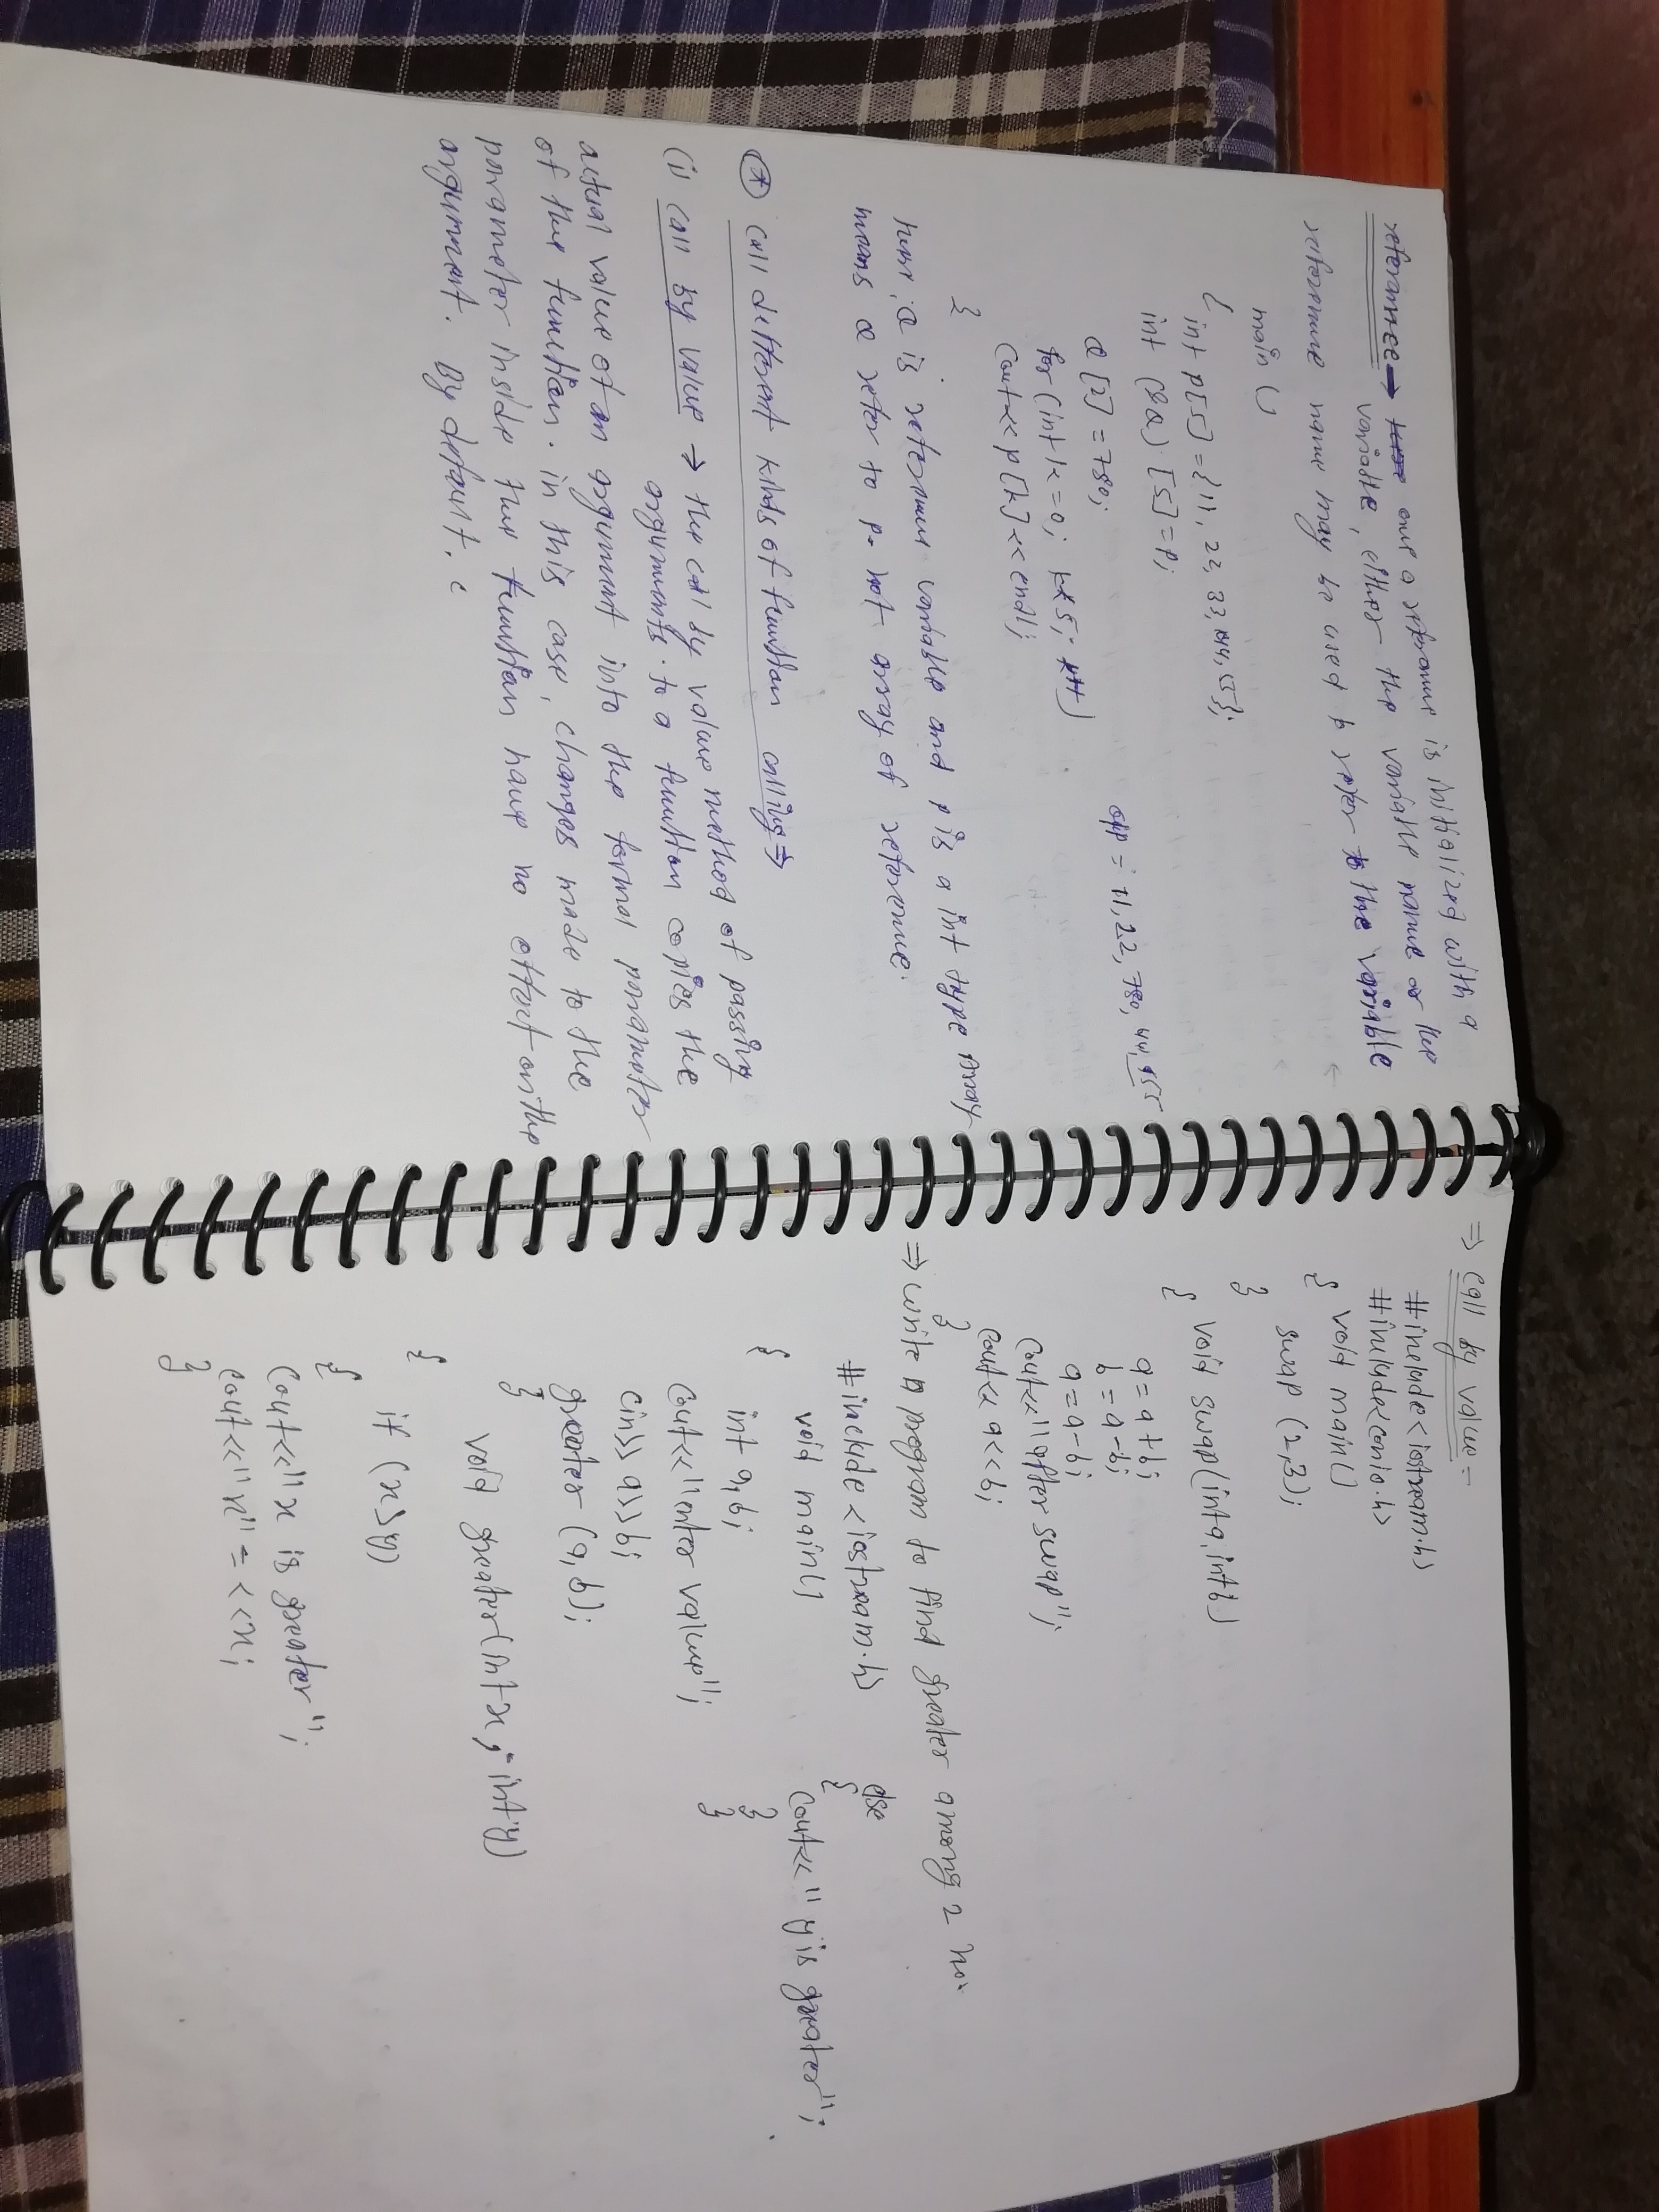 referance → one a reference is initialized with a
variable, either the variable name or the
reference name may be used to refer to the variable
main ()
{
int p[5] = {11, 22, 33, 44, 55};
int (&a) [5] = p;
a [2] = 780;
for (int k = 0; k<5; k++)
cout<< p[k] << endl;
}
o/p = 11, 22, 780, 44, 55
here, a is reference variable and p is a int type array
means a refer to p not array of reference.
* call different kinds of function calling ⇒
(i) call by value → the call by value method of passing
arguments to a function copies the
actual value of an argument into the formal parameter
of the function. in this case, changes made to the
parameter inside the function have no effect on the
argument. By default, c
⇒ call by value =
#include<iostream.h>
#include<conio.h>
void main()
{
swap (2,3);
}
void swap(int a, int b)
{
a = a + b;
b = a - b;
a = a - b;
cout<<"after swap";
cout<< a << b;
}
⇒ write a program to find greater among 2 no.
#include <iostream.h>
void main()
{
int a,b;
cout<<"enter value";
cin>> a>>b;
greater (a, b);
}
void greater(int x, int y)
{
if (x>y)
{
cout<<"x is greater";
cout<<"x"=<<x;
}
else
{
cout<<"y is greater";
}
}